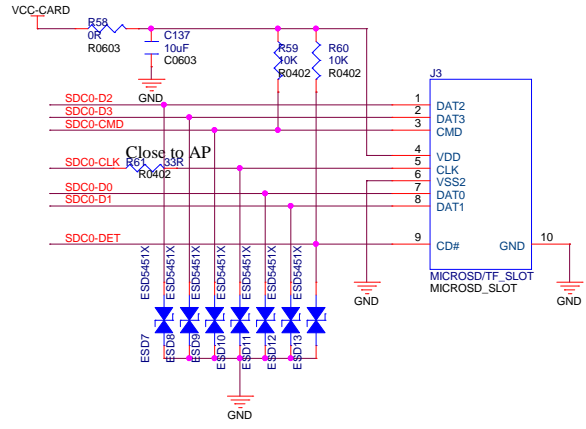 VCC-CARD
R58
0R
R0603
C137
10uF
C0603
GND
R59
10K
R0402
R60
10K
R0402
J3
SDC0-D2
1
DAT2
SDC0-D3
2
DAT3
SDC0-CMD
3
CMD
Close to AP
4
VDD
SDC0-CLK
R61
33R
R0402
5
CLK
6
VSS2
SDC0-D0
7
DAT0
SDC0-D1
8
DAT1
SDC0-DET
9
CD#
GND
10
MICROSD/TF_SLOT
MICROSD_SLOT
GND
GND
ESD5451X
ESD5451X
ESD5451X
ESD5451X
ESD5451X
ESD5451X
ESD5451X
ESD7
ESD8
ESD9
ESD10
ESD11
ESD12
ESD13
GND